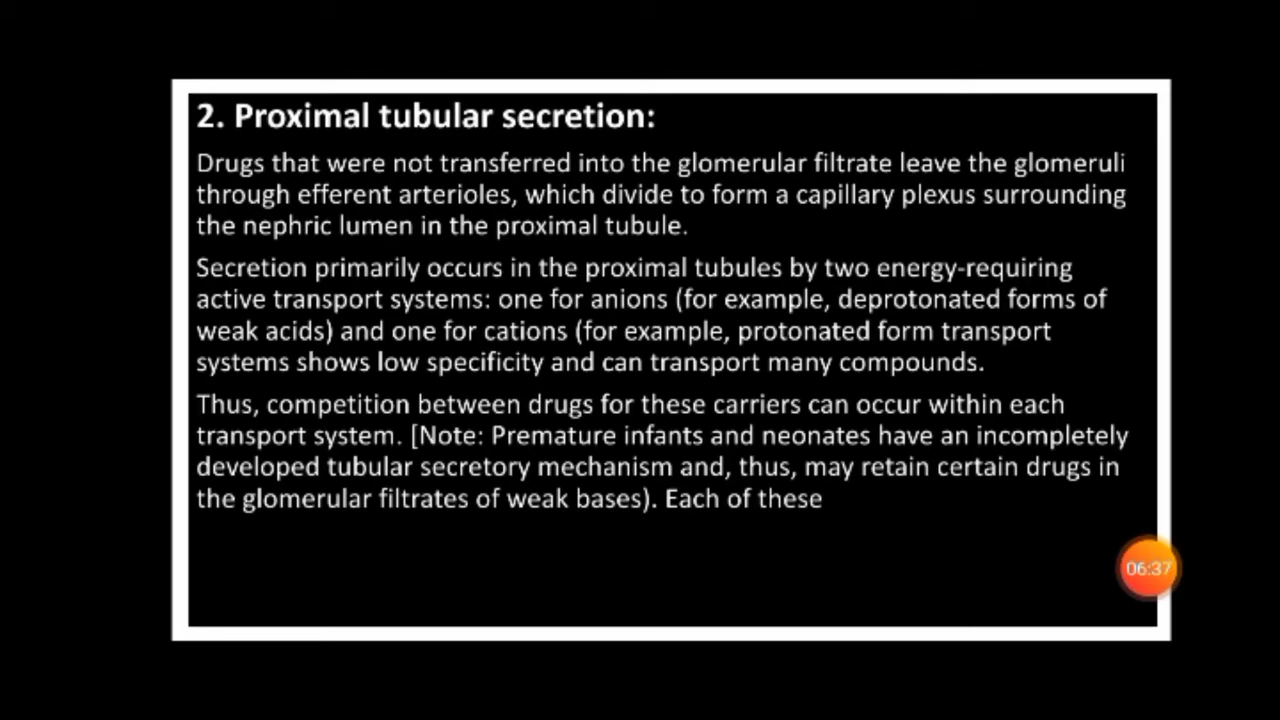 2. Proximal tubular secretion:
Drugs that were not transferred into the glomerular filtrate leave the glomeruli
through efferent arterioles, which divide to form a capillary plexus surrounding
the nephric lumen in the proximal tubule.
Secretion primarily occurs in the proximal tubules by two energy-requiring
active transport systems: one for anions (for example, deprotonated forms of
weak acids) and one for cations (for example, protonated form transport
systems shows low specificity and can transport many compounds.
Thus, competition between drugs for these carriers can occur within each
transport system. [Note: Premature infants and neonates have an incompletely
developed tubular secretory mechanism and, thus, may retain certain drugs in
the glomerular filtrates of weak bases). Each of these
06:37